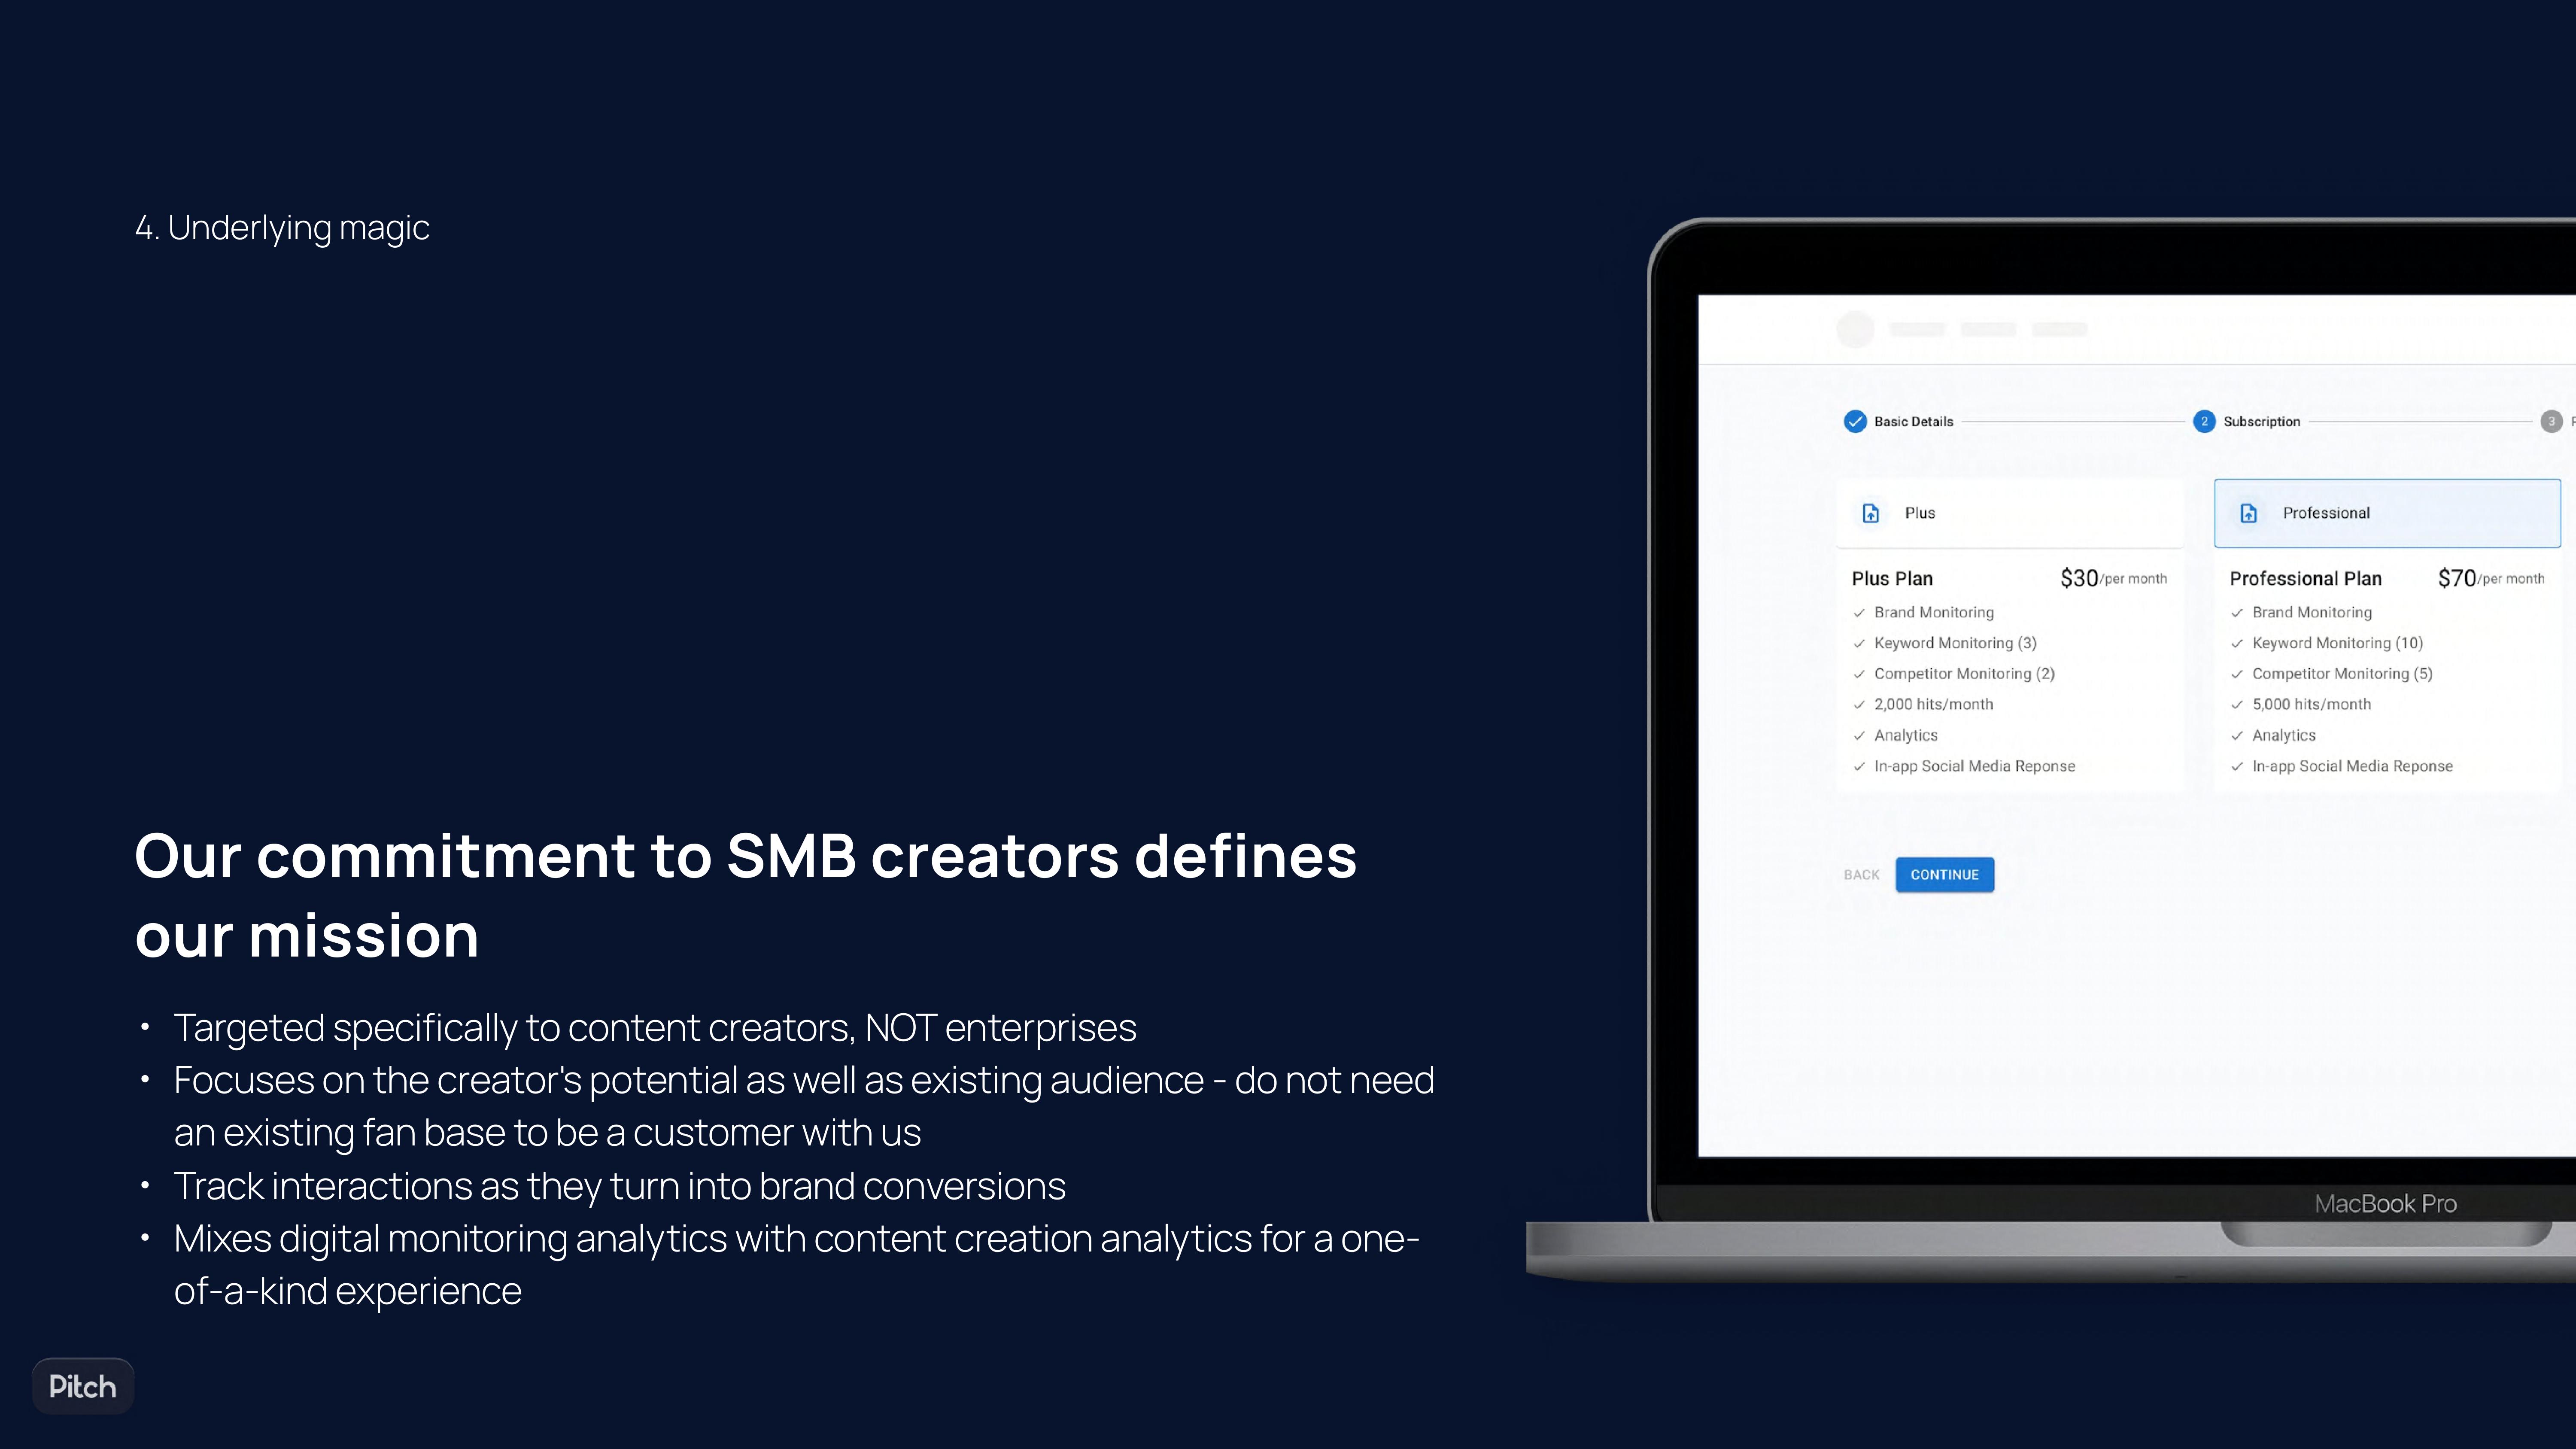 4. Underlying magic
Our commitment to SMB creators defines
our mission
• Targeted specifically to content creators, NOT enterprises
• Focuses on the creator's potential as well as existing audience - do not need
an existing fan base to be a customer with us
• Track interactions as they turn into brand conversions
• Mixes digital monitoring analytics with content creation analytics for a one-
of-a-kind experience
Pitch
Basic Details
2 Subscription
3
Plus
Plus Plan $30/per month
Brand Monitoring
Keyword Monitoring (3)
Competitor Monitoring (2)
2,000 hits/month
Analytics
In-app Social Media Reponse
Professional
Professional Plan $70/per month
Brand Monitoring
Keyword Monitoring (10)
Competitor Monitoring (5)
5,000 hits/month
Analytics
In-app Social Media Reponse
BACK CONTINUE
MacBook Pro